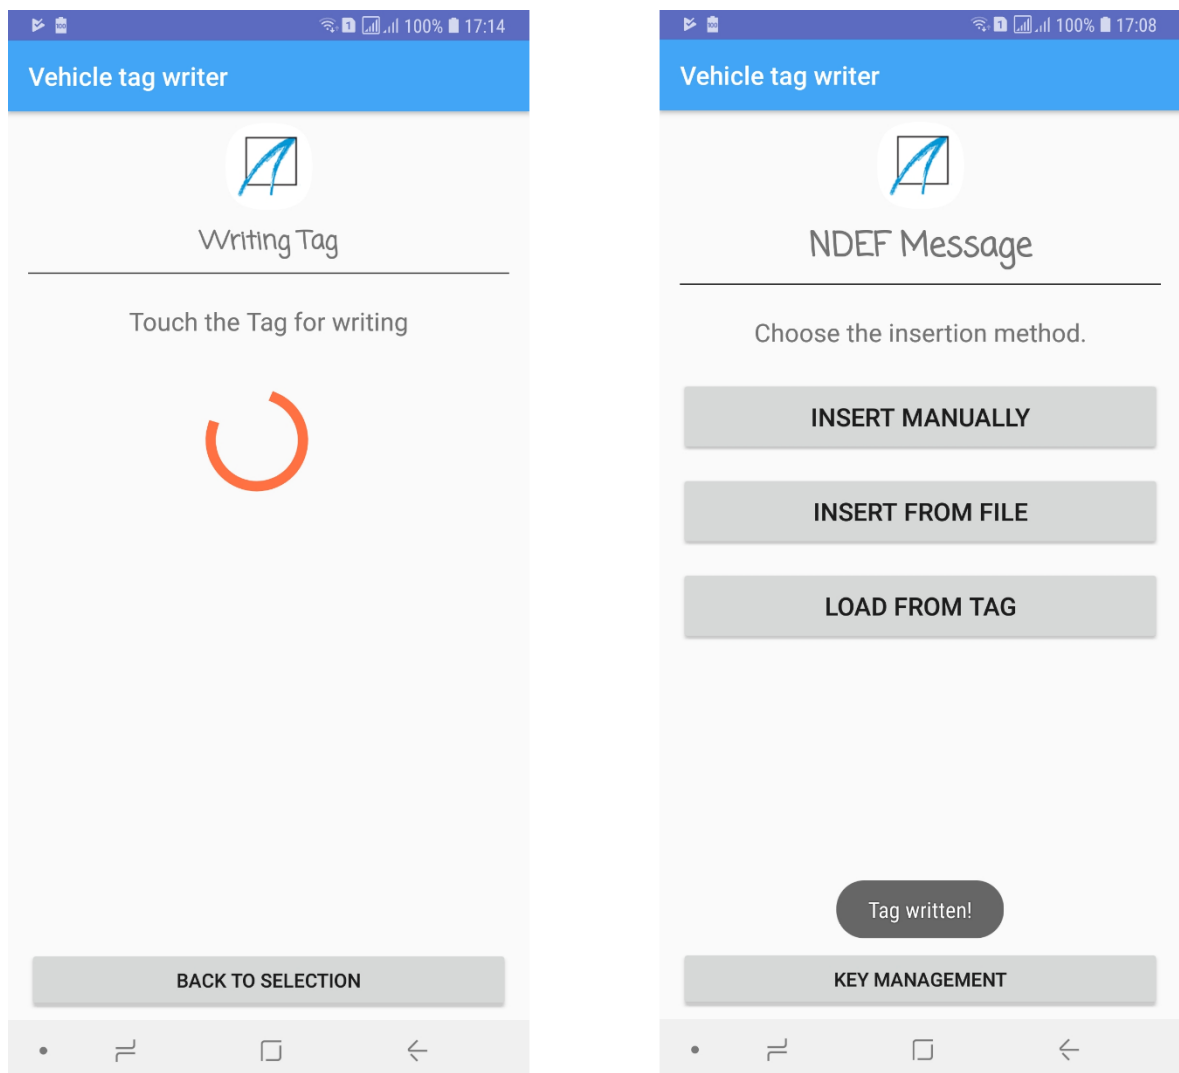 100% 17:14
Vehicle tag writer
Writing Tag
Touch the Tag for writing
BACK TO SELECTION
1 100% 17:08
Vehicle tag writer
NDEF Message
Choose the insertion method.
INSERT MANUALLY
INSERT FROM FILE
LOAD FROM TAG
Tag written!
KEY MANAGEMENT